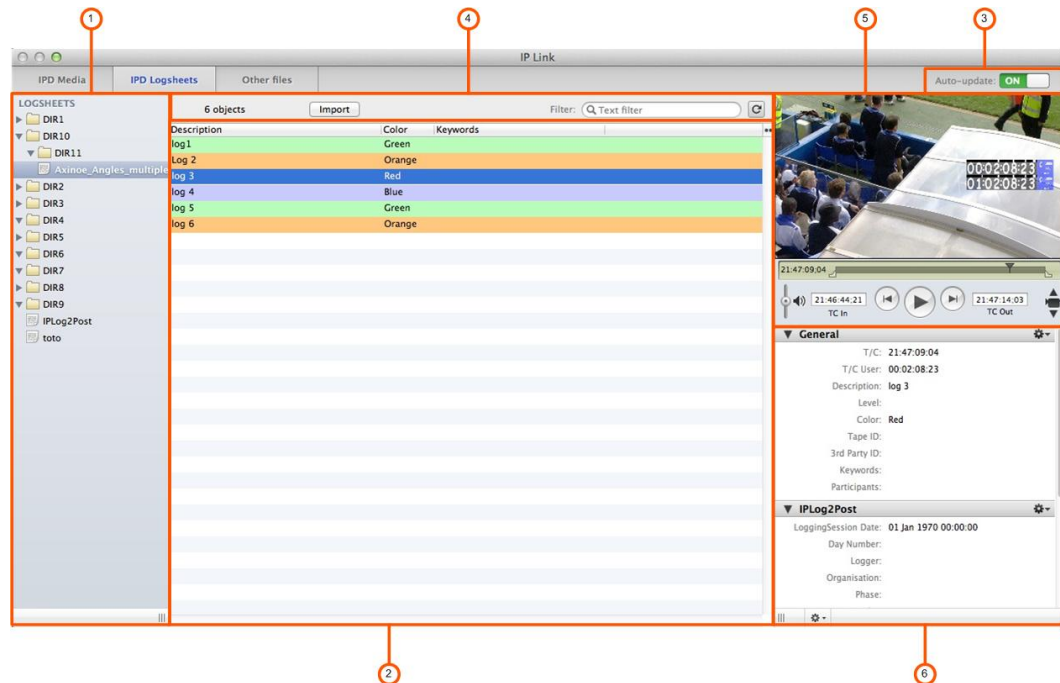 1
4
5
3
IP Link
IPD Media
IPD Logsheets
Other files
Auto-update: ON
LOGSHEETS
DIR1
DIR10
DIR11
Axinoe_Angles_multiple
DIR2
DIR3
DIR4
DIR5
DIR6
DIR7
DIR8
DIR9
IPLog2Post
toto
6 objects
Import
Filter: Text filter
Description Color Keywords
log1 Green
Log 2 Orange
log 3 Red
log 4 Blue
log 5 Green
log 6 Orange
00:02:08:23
01:02:08:23
21:47:09;04
21:46:44;21
TC In
21:47:14;03
TC Out
General
T/C: 21:47:09:04
T/C User: 00:02:08:23
Description: log 3
Level:
Color: Red
Tape ID:
3rd Party ID:
Keywords:
Participants:
IPLog2Post
LoggingSession Date: 01 Jan 1970 00:00:00
Day Number:
Logger:
Organisation:
Phase:
2
6